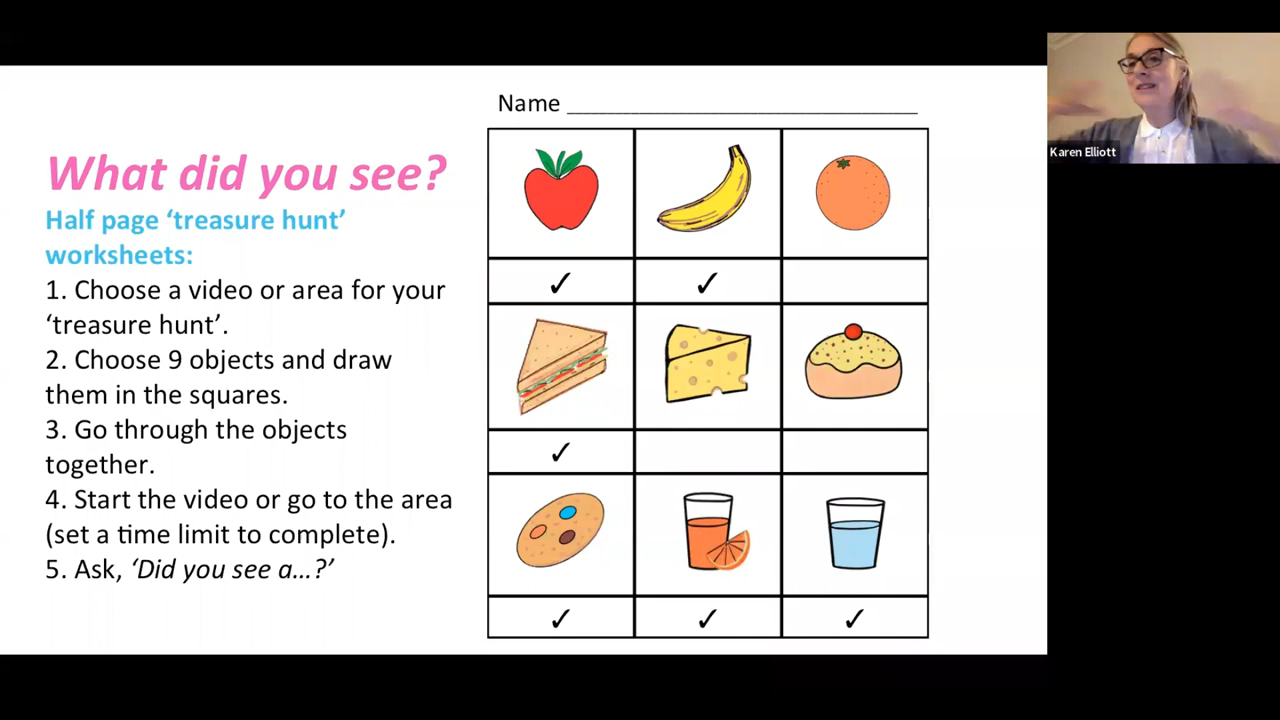 What did you see?
Half page ‘treasure hunt’
worksheets:
1. Choose a video or area for your
‘treasure hunt’.
2. Choose 9 objects and draw
them in the squares.
3. Go through the objects
together.
4. Start the video or go to the area
(set a time limit to complete).
5. Ask, ‘Did you see a...?’
Name ____________________________
✓ ✓
✓
✓ ✓ ✓
Karen Elliott